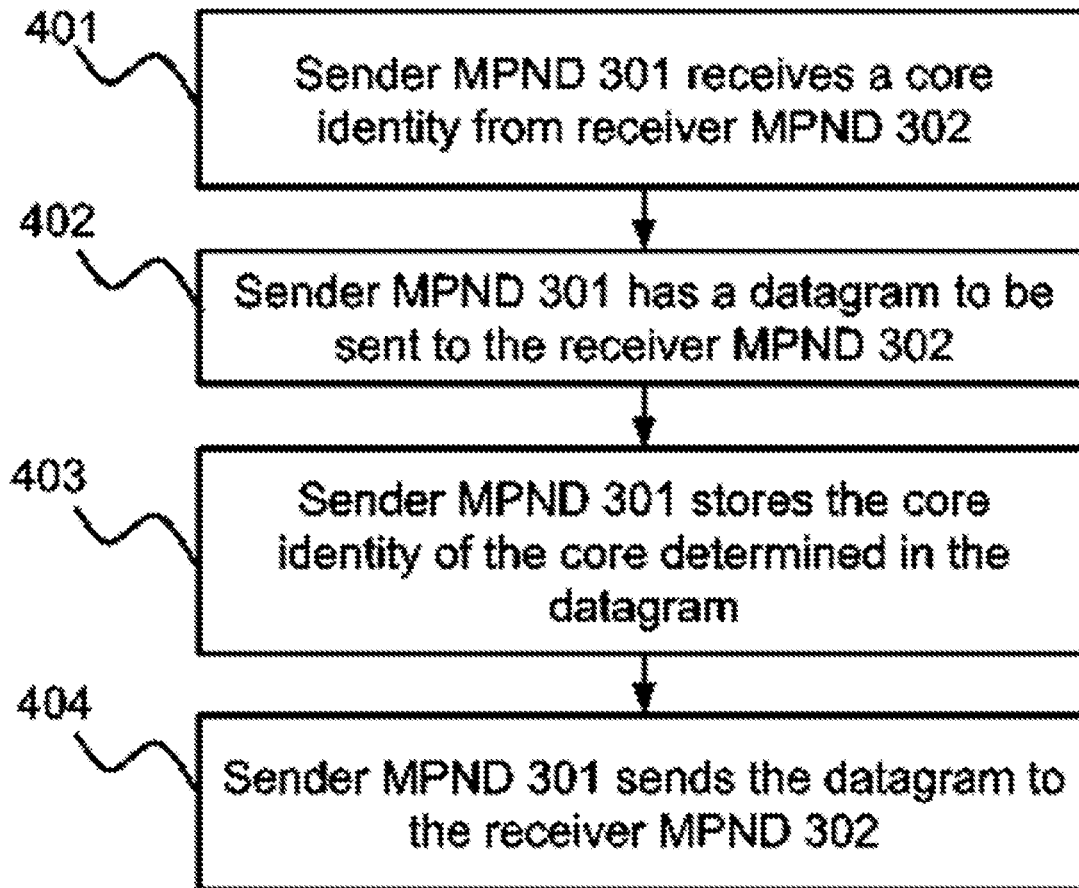 401
Sender MPND 301 receives a core
identity from receiver MPND 302
402
Sender MPND 301 has a datagram to be
sent to the receiver MPND 302
403
Sender MPND 301 stores the core
identity of the core determined in the
datagram
404
Sender MPND 301 sends the datagram to
the receiver MPND 302